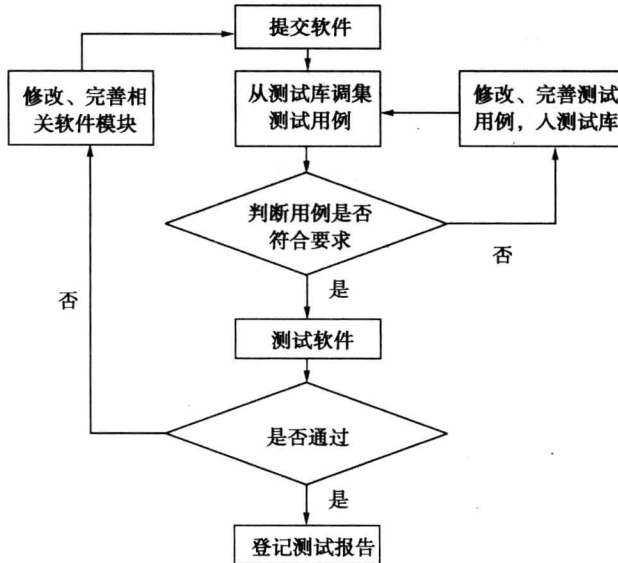 提交软件
修改、完善相
关软件模块
从测试库调集
测试用例
修改、完善测试
用例，入测试库
判断用例是否
符合要求
否
是
否
测试软件
是否通过
是
登记测试报告